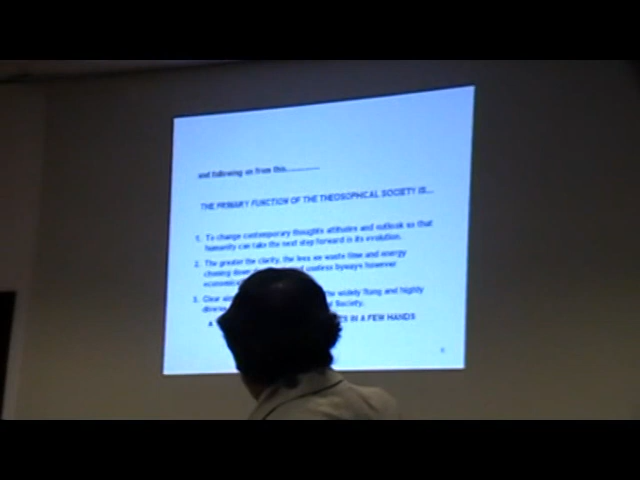 and following on from this............
THE PRIMARY FUNCTION OF THE THEOSOPHICAL SOCIETY IS....
1. To change contemporary thoughts attitudes and outlook so that
humanity can take the next step forward in its evolution.
2. The greater the clarity, the less we waste time and energy
chasing down useless byways however
3. Clear widely flung and highly
Society.
A IN A FEW HANDS